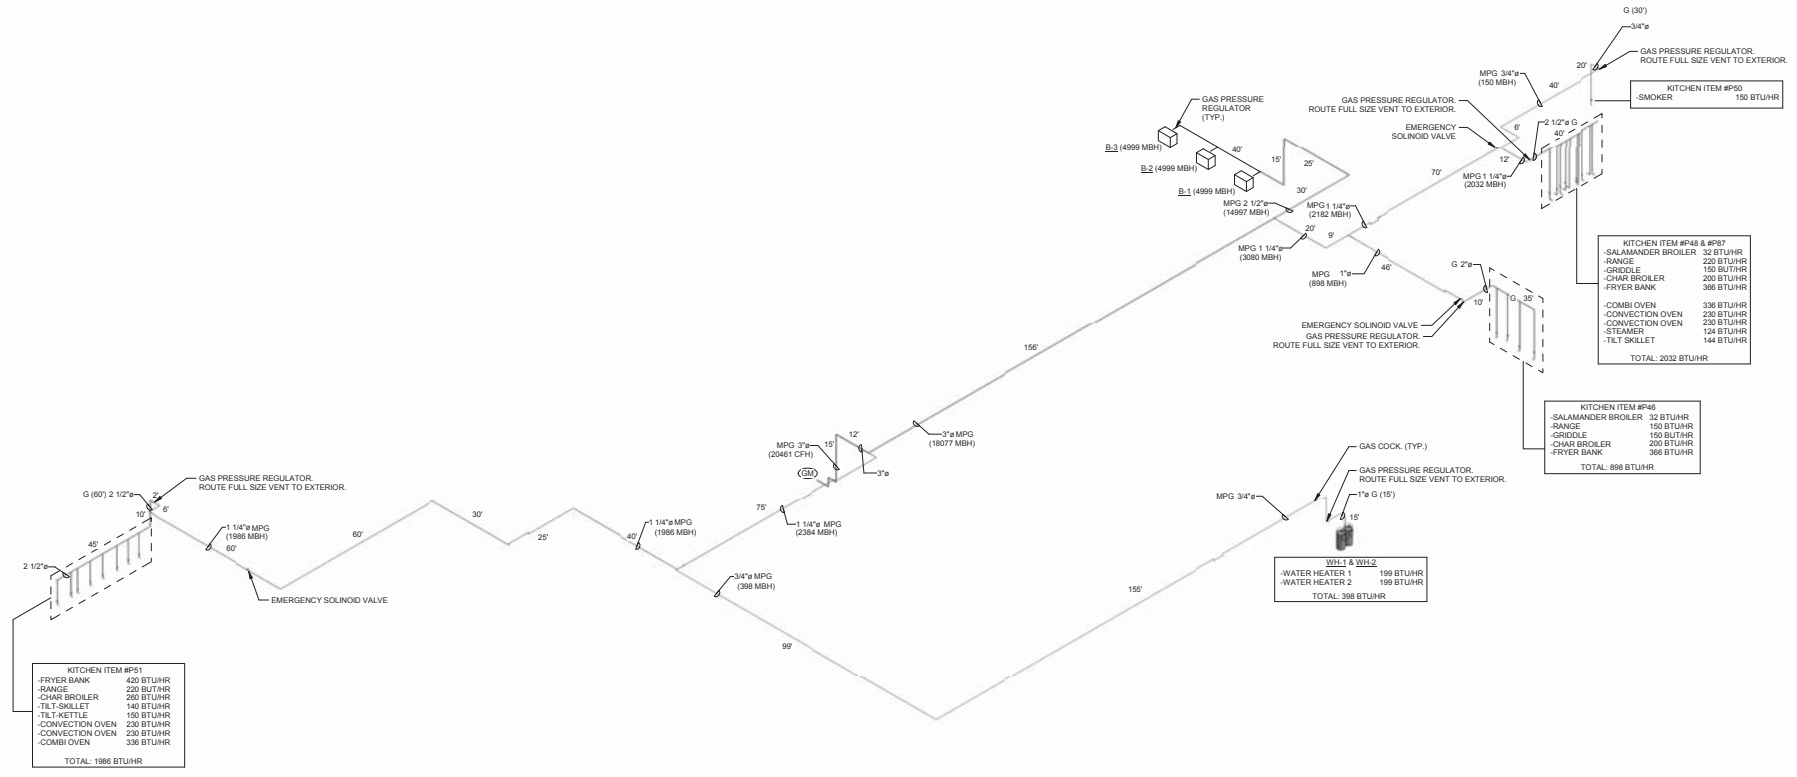 G (30')
3/4"ø
GAS PRESSURE REGULATOR.
ROUTE FULL SIZE VENT TO EXTERIOR.
20'
MPG 3/4"ø
(150 MBH)
40'
KITCHEN ITEM #P50
-SMOKER 150 BTU/HR
GAS PRESSURE REGULATOR.
ROUTE FULL SIZE VENT TO EXTERIOR.
GAS PRESSURE
REGULATOR
(TYP.)
EMERGENCY
SOLINOID VALVE
6'
2 1/2"ø G
40'
B-3 (4999 MBH)
40'
B-2 (4999 MBH)
B-1 (4999 MBH)
15'
25'
30'
12'
MPG 1 1/4"ø
(2032 MBH)
70'
MPG 2 1/2"ø
(14997 MBH)
MPG 1 1/4"ø
(2182 MBH)
20'
9'
MPG 1 1/4"ø
(3080 MBH)
46'
MPG 1"ø
(898 MBH)
G 2"ø
10'
G 35'
EMERGENCY SOLINOID VALVE
GAS PRESSURE REGULATOR.
ROUTE FULL SIZE VENT TO EXTERIOR.
KITCHEN ITEM #P48 & #P87
-SALAMANDER BROILER 32 BTU/HR
-RANGE 220 BTU/HR
-GRIDDLE 150 BUT/HR
-CHAR BROILER 200 BTU/HR
-FRYER BANK 366 BTU/HR
-COMBI OVEN 336 BTU/HR
-CONVECTION OVEN 230 BTU/HR
-CONVECTION OVEN 230 BTU/HR
-STEAMER 124 BTU/HR
-TILT SKILLET 144 BTU/HR
TOTAL: 2032 BTU/HR
KITCHEN ITEM #P46
-SALAMANDER BROILER 32 BTU/HR
-RANGE 150 BTU/HR
-GRIDDLE 150 BUT/HR
-CHAR BROILER 200 BTU/HR
-FRYER BANK 366 BTU/HR
TOTAL: 898 BTU/HR
156'
3"ø MPG
(18077 MBH)
12'
15'
MPG 3"ø
(20461 CFH)
3"ø
GM
75'
1 1/4"ø MPG
(2384 MBH)
GAS COCK. (TYP.)
GAS PRESSURE REGULATOR.
ROUTE FULL SIZE VENT TO EXTERIOR.
MPG 3/4"ø
1"ø G (15')
15'
WH-1 & WH-2
-WATER HEATER 1 199 BTU/HR
-WATER HEATER 2 199 BTU/HR
TOTAL: 398 BTU/HR
155'
99'
3/4"ø MPG
(398 MBH)
1 1/4"ø MPG
(1986 MBH)
40'
25'
30'
60'
GAS PRESSURE REGULATOR.
ROUTE FULL SIZE VENT TO EXTERIOR.
G (60') 2 1/2"ø
2'
6'
10'
1 1/4"ø MPG
(1986 MBH)
60'
EMERGENCY SOLINOID VALVE
45'
2 1/2"ø
KITCHEN ITEM #P51
-FRYER BANK 420 BTU/HR
-RANGE 220 BUT/HR
-CHAR BROILER 260 BTU/HR
-TILT-SKILLET 140 BTU/HR
-TILT-KETTLE 150 BTU/HR
-CONVECTION OVEN 230 BTU/HR
-CONVECTION OVEN 230 BTU/HR
-COMBI OVEN 336 BTU/HR
TOTAL: 1986 BTU/HR